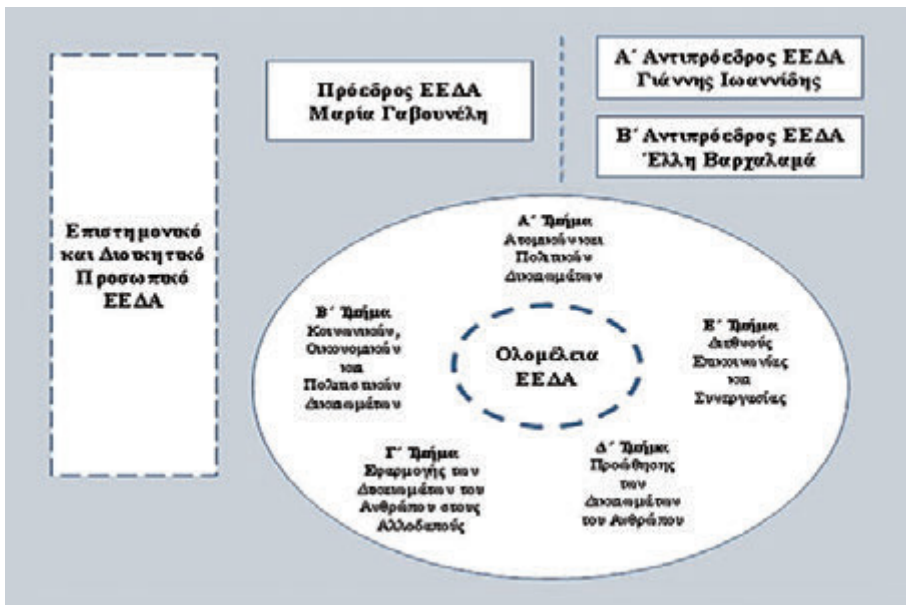 Πρόεδρος ΕΕΔΑ
Μαρία Γαβουνέλη
Α΄ Αντιπρόεδρος ΕΕΔΑ
Γιάννης Ιωαννίδης
Β΄ Αντιπρόεδρος ΕΕΔΑ
Έλλη Βαρχαλαμά
Επιστημονικό
και Διοικητικό
Προσωπικό
ΕΕΔΑ
Α΄ Τμήμα
Ατομικών και
Πολιτικών
Δικαιωμάτων
Β΄ Τμήμα
Κοινωνικών,
Οικονομικών
και
Πολιτιστικών
Δικαιωμάτων
Ολομέλεια
ΕΕΔΑ
Ε΄ Τμήμα
Διεθνούς
Επικοινωνίας
και
Συνεργασίας
Γ΄ Τμήμα
Εφαρμογής των
Δικαιωμάτων του
Ανθρώπου στους
Αλλοδαπούς
Δ΄ Τμήμα
Προώθησης
των
Δικαιωμάτων
του Ανθρώπου